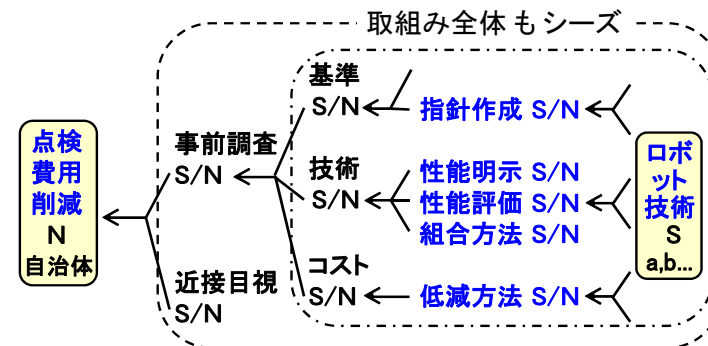 取組み全体もシーズ
点検
費用
削減
N
自治体
事前調査
S/N
近接目視
S/N
基準
S/N
技術
S/N
コスト
S/N
指針作成 S/N
性能明示 S/N
性能評価 S/N
組合方法 S/N
低減方法 S/N
ロボ
ット
技術
S
a,b...